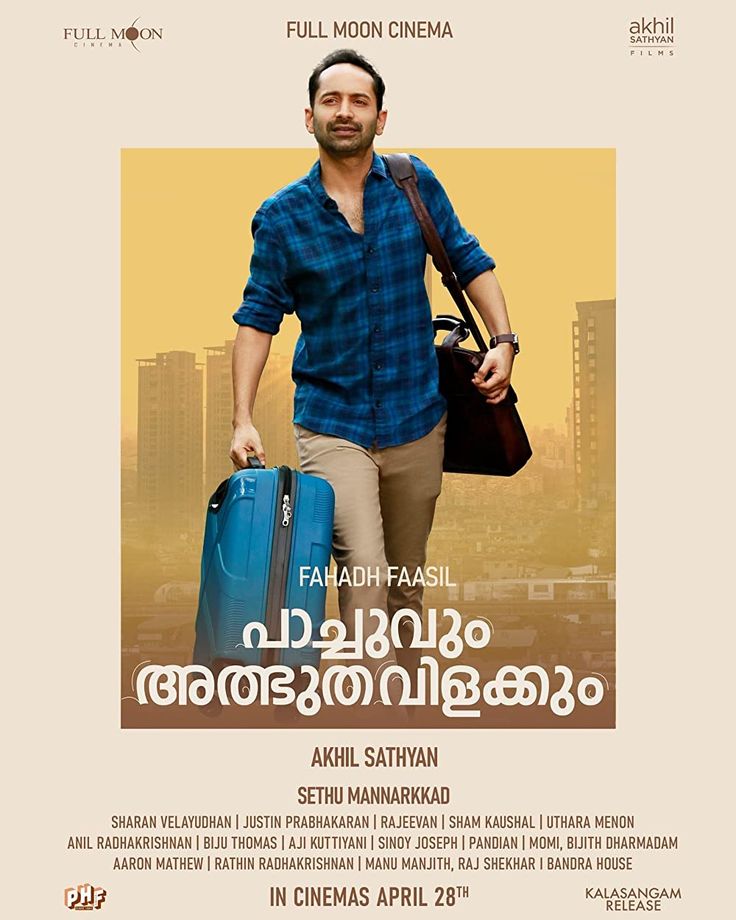 FULL MOON
CINEMA
FULL MOON CINEMA
akhil
SATHYAN
FILMS
FAHADH FAASIL
പാച്ചുവും
അത്ഭുതവിളക്കും
AKHIL SATHYAN
SETHU MANNARKKAD
SHARAN VELAYUDHAN | JUSTIN PRABHAKARAN | RAJEEVAN | SHAM KAUSHAL | UTHARA MENON
ANIL RADHAKRISHNAN | BIJU THOMAS | AJI KUTTIYANI | SINOY JOSEPH | PANDIAN | MOMI, BIJITH DHARMADAM
AARON MATHEW | RATHIN RADHAKRISHNAN | MANU MANJITH, RAJ SHEKHAR I BANDRA HOUSE
PHF
IN CINEMAS APRIL 28TH
KALASANGAM
RELEASE